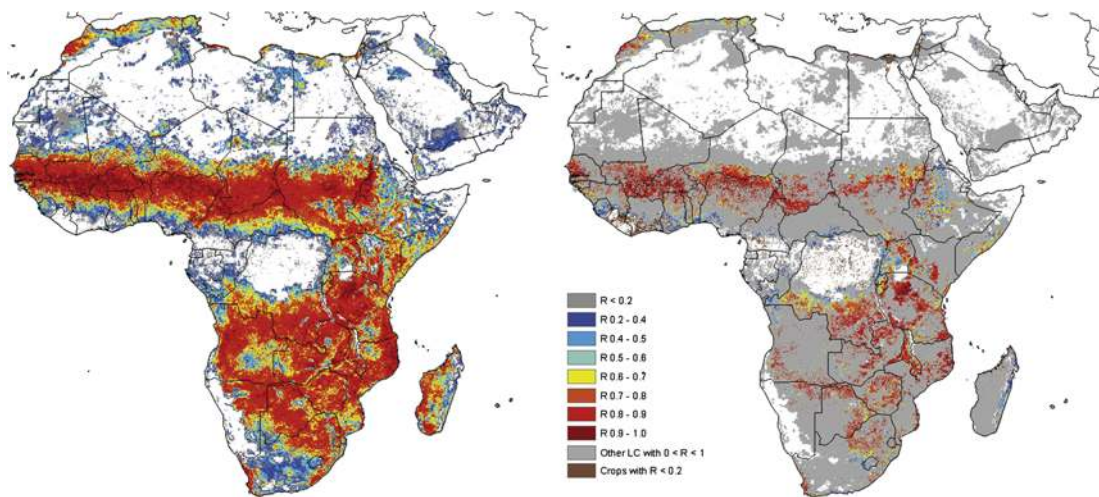 R < 0.2
R 0.2 - 0.4
R 0.4 - 0.5
R 0.5 - 0.6
R 0.6 - 0.7
R 0.7 - 0.8
R 0.8 - 0.9
R 0.9 - 1.0
Other LC with 0 < R < 1
Crops with R < 0.2